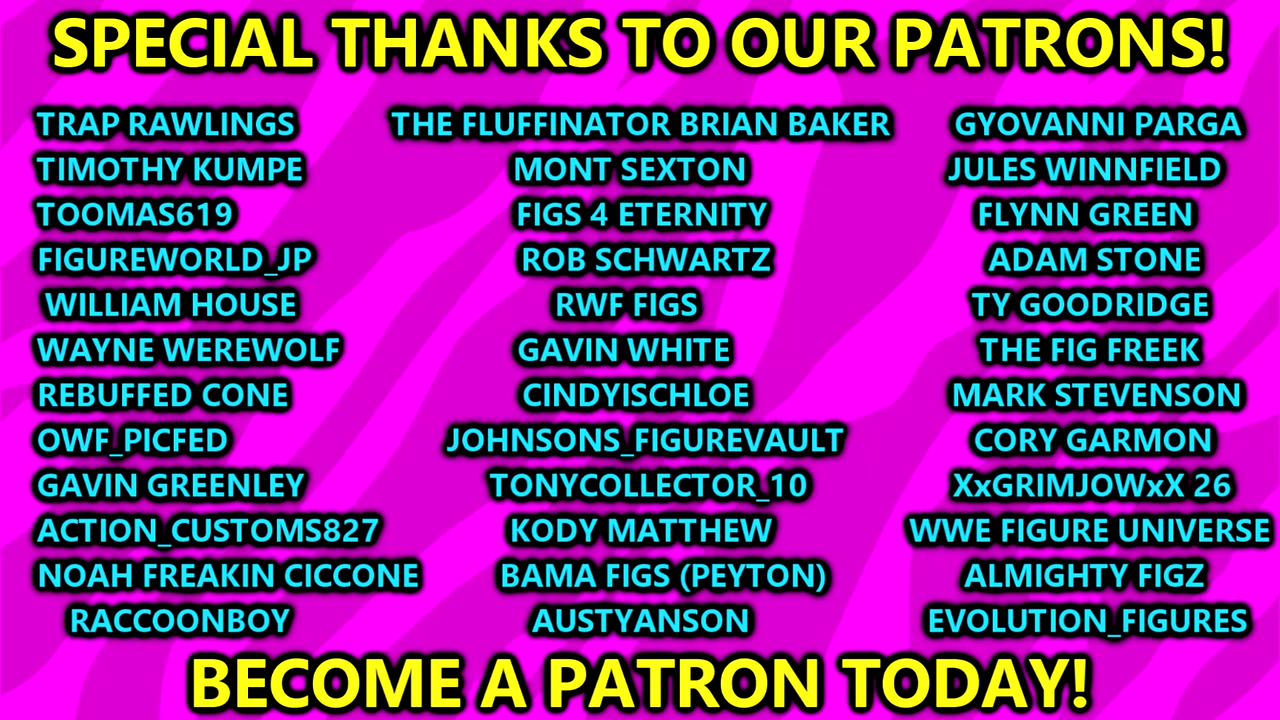 SPECIAL THANKS TO OUR PATRONS!
TRAP RAWLINGS
TIMOTHY KUMPE
TOOMAS619
FIGUREWORLD_JP
WILLIAM HOUSE
WAYNE WEREWOLF
REBUFFED CONE
OWF_PICFED
GAVIN GREENLEY
ACTION_CUSTOMS827
NOAH FREAKIN CICCONE
RACCOONBOY
THE FLUFFINATOR BRIAN BAKER
MONT SEXTON
FIGS 4 ETERNITY
ROB SCHWARTZ
RWF FIGS
GAVIN WHITE
CINDYISCHLOE
JOHNSONS_FIGUREVAULT
TONYCOLLECTOR_10
KODY MATTHEW
BAMA FIGS (PEYTON)
AUSTYANSON
GYOVANNI PARGA
JULES WINNFIELD
FLYNN GREEN
ADAM STONE
TY GOODRIDGE
THE FIG FREEK
MARK STEVENSON
CORY GARMON
XxGRIMJOWxX 26
WWE FIGURE UNIVERSE
ALMIGHTY FIGZ
EVOLUTION_FIGURES
BECOME A PATRON TODAY!